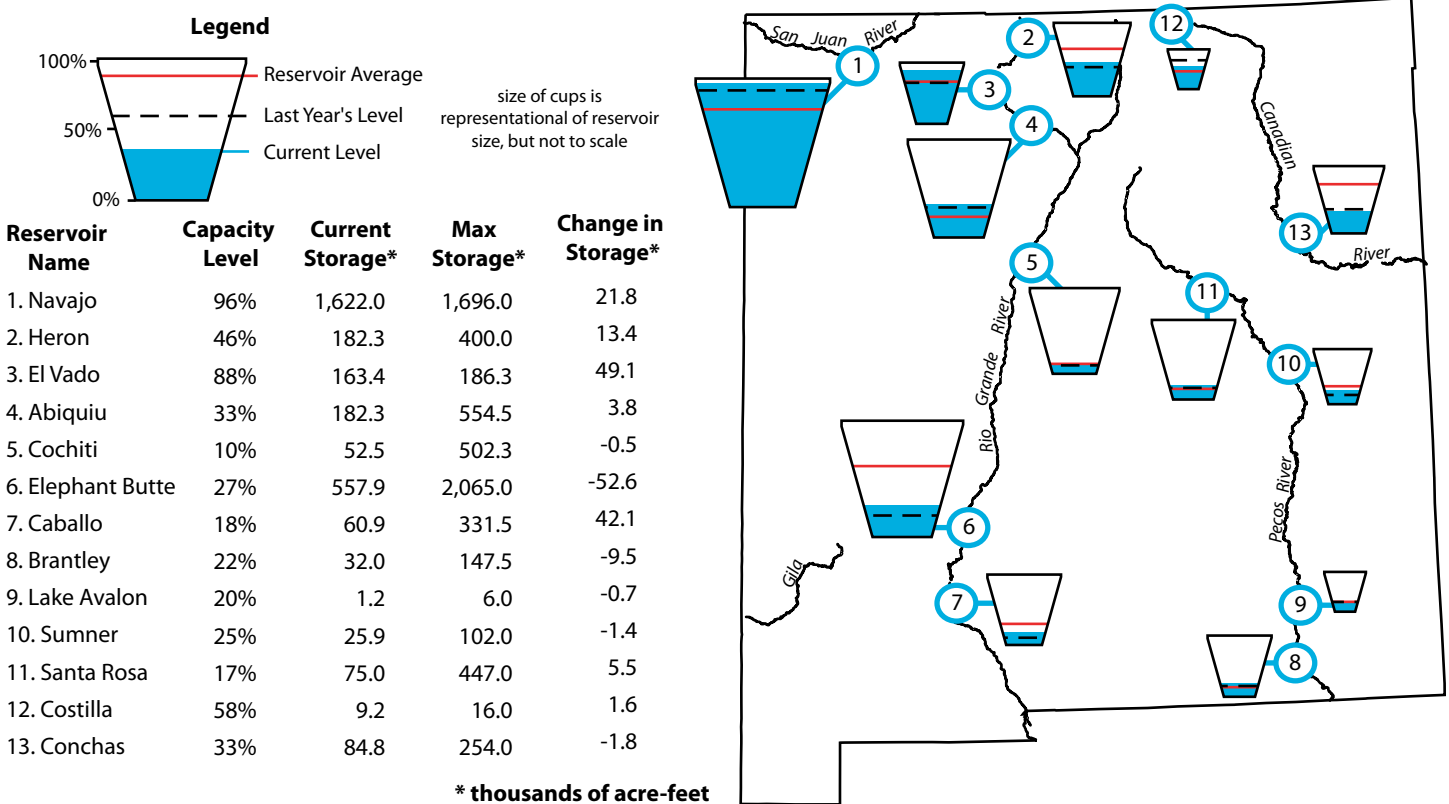 Legend
100%
50%
0%
Reservoir Average
Last Year's Level
Current Level
size of cups is
representational of reservoir
size, but not to scale
Reservoir Name Capacity Level Current Storage* Max Storage* Change in Storage*
1. Navajo 96% 1,622.0 1,696.0 21.8
2. Heron 46% 182.3 400.0 13.4
3. El Vado 88% 163.4 186.3 49.1
4. Abiquiu 33% 182.3 554.5 3.8
5. Cochiti 10% 52.5 502.3 -0.5
6. Elephant Butte 27% 557.9 2,065.0 -52.6
7. Caballo 18% 60.9 331.5 42.1
8. Brantley 22% 32.0 147.5 -9.5
9. Lake Avalon 20% 1.2 6.0 -0.7
10. Sumner 25% 25.9 102.0 -1.4
11. Santa Rosa 17% 75.0 447.0 5.5
12. Costilla 58% 9.2 16.0 1.6
13. Conchas 33% 84.8 254.0 -1.8
* thousands of acre-feet
San Juan River
1
2
3
4
12
Canadian
River
13
5
11
10
Rio Grande River
Pecos River
6
Gila
7
9
8